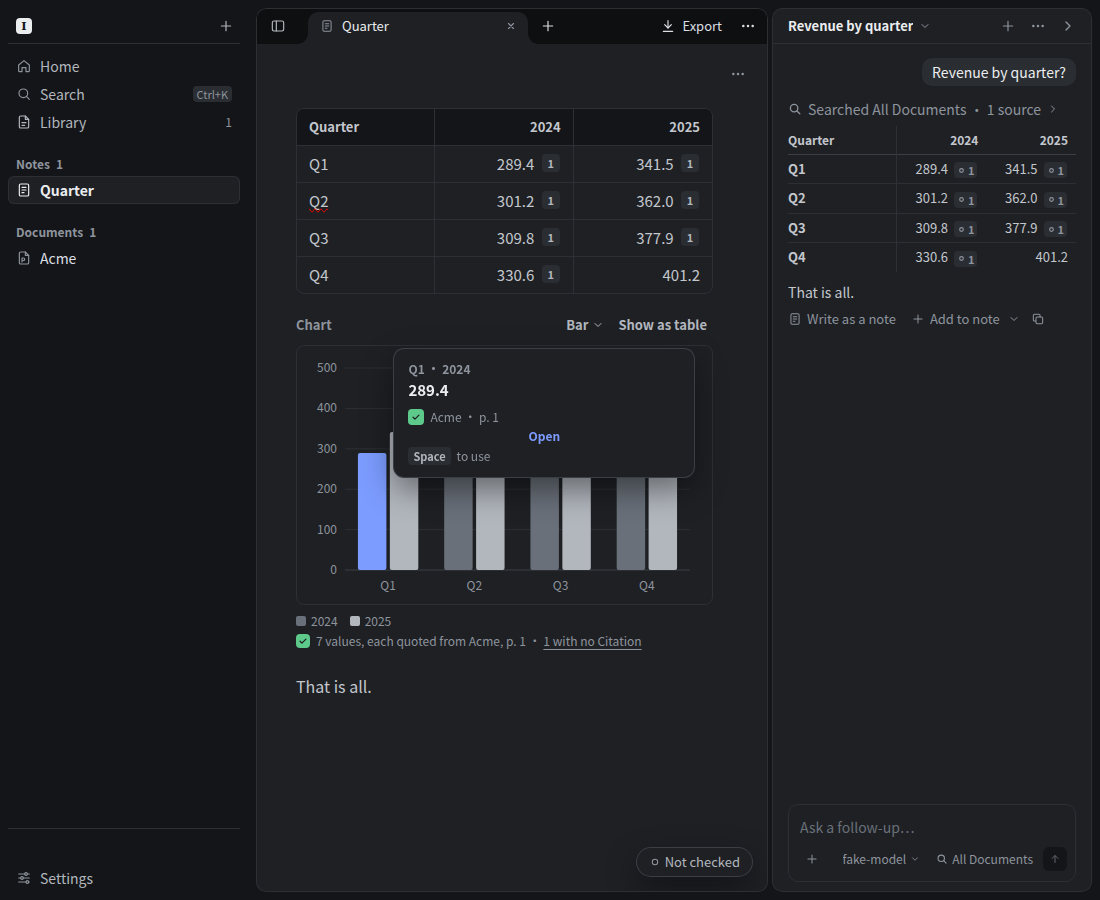 I
Home
Search Ctrl+K
Library 1
Notes 1
Quarter
Documents 1
Acme
Settings
Quarter
Export
Quarter 2024 2025
Q1 289.4 1 341.5 1
Q2 301.2 1 362.0 1
Q3 309.8 1 377.9 1
Q4 330.6 1 401.2
Chart Bar Show as table
500
400
300
200
100
0
Q1 • 2024
289.4
Acme • p. 1
Open
Space to use
Q1 Q2 Q3 Q4
2024 2025
7 values, each quoted from Acme, p. 1 • 1 with no Citation
That is all.
Not checked
Revenue by quarter
Revenue by quarter?
Searched All Documents • 1 source
Quarter 2024 2025
Q1 289.4 1 341.5 1
Q2 301.2 1 362.0 1
Q3 309.8 1 377.9 1
Q4 330.6 1 401.2
That is all.
Write as a note Add to note
Ask a follow-up…
fake-model All Documents